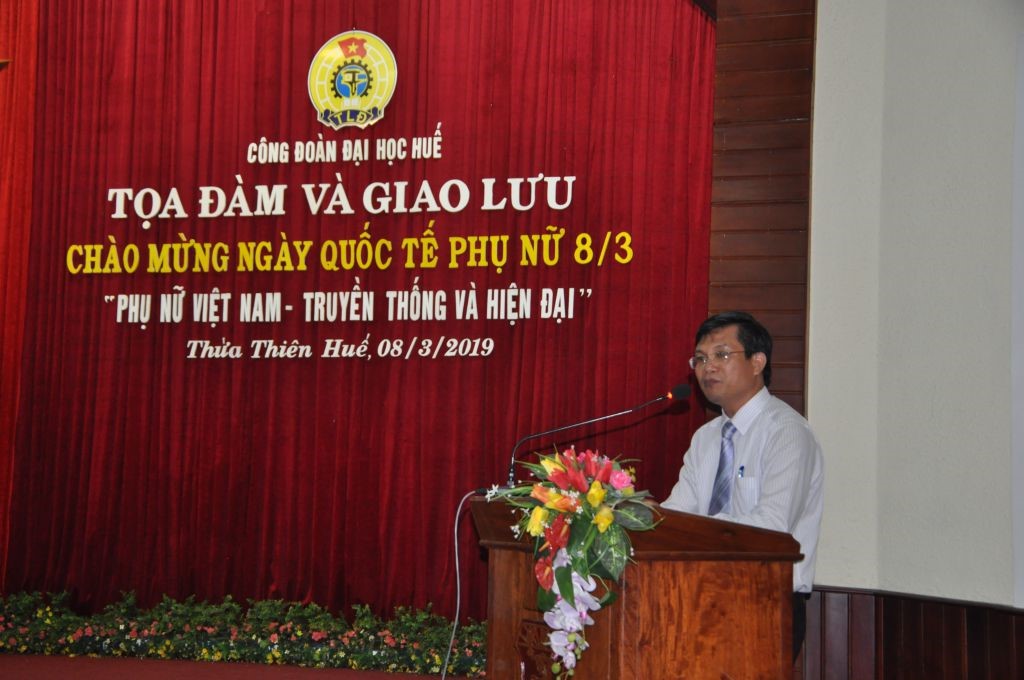 TLĐ
CÔNG ĐOÀN ĐẠI HỌC HUẾ
TỌA ĐÀM VÀ GIAO LƯU
CHÀO MỪNG NGÀY QUỐC TẾ PHỤ NỮ 8/3
"PHỤ NỮ VIỆT NAM- TRUYỀN THỐNG VÀ HIỆN ĐẠI"
Thừa Thiên Huế, 08/3/2019